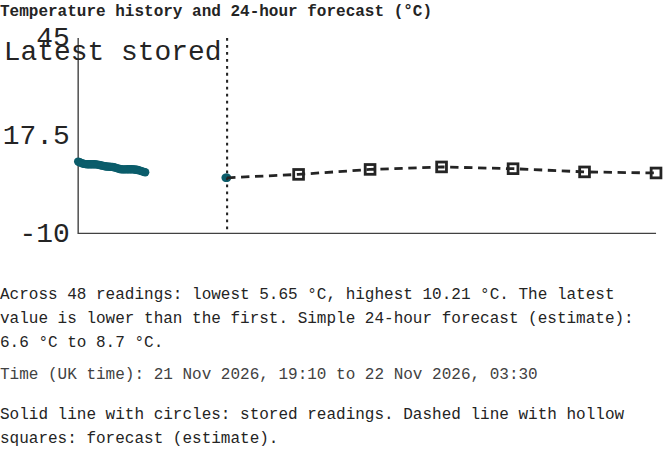 Temperature history and 24-hour forecast (°C)
45
Latest stored
17.5
-10
Across 48 readings: lowest 5.65 °C, highest 10.21 °C. The latest
value is lower than the first. Simple 24-hour forecast (estimate):
6.6 °C to 8.7 °C.
Time (UK time): 21 Nov 2026, 19:10 to 22 Nov 2026, 03:30
Solid line with circles: stored readings. Dashed line with hollow
squares: forecast (estimate).